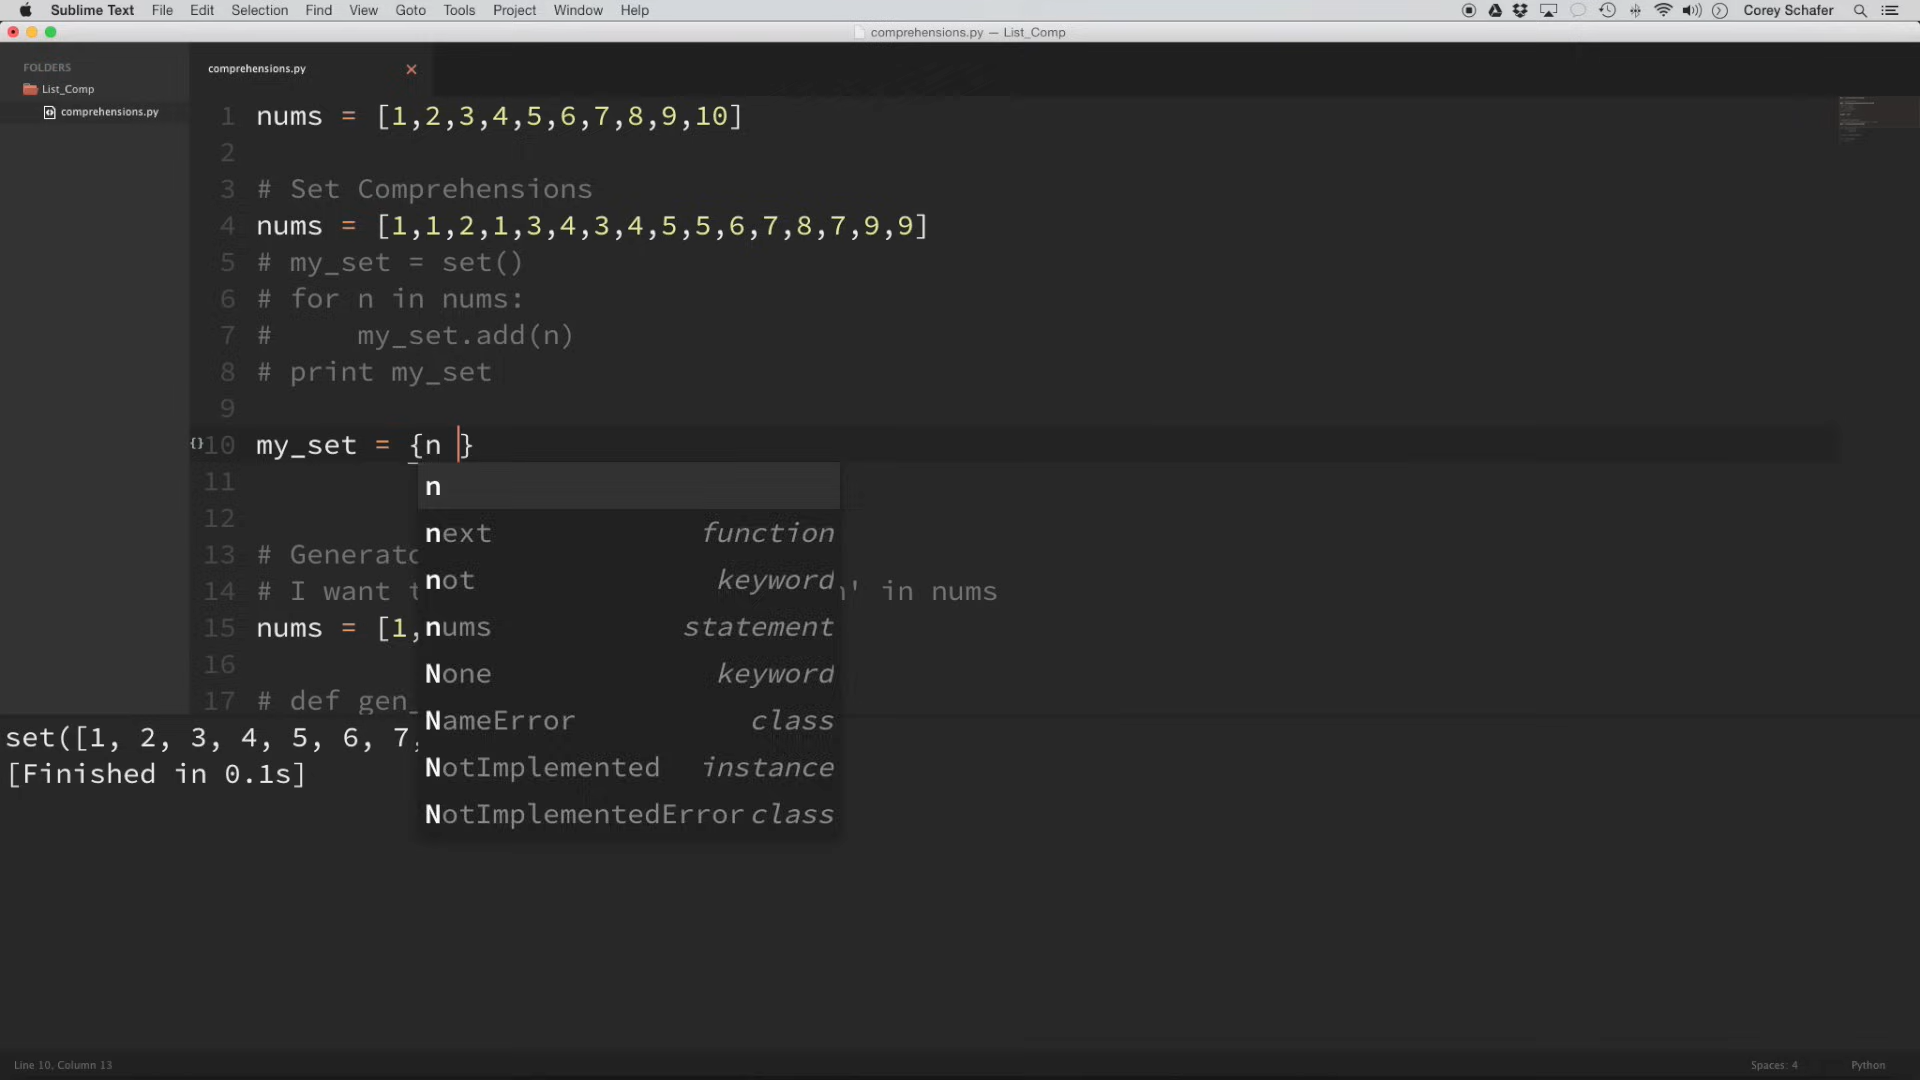 Sublime Text File Edit Selection Find View Goto Tools Project Window Help Corey Schafer
comprehensions.py — List_Comp
FOLDERS
List_Comp
comprehensions.py
comprehensions.py
1 nums = [1,2,3,4,5,6,7,8,9,10]
2
3 # Set Comprehensions
4 nums = [1,1,2,1,3,4,3,4,5,5,6,7,8,7,9,9]
5 # my_set = set()
6 # for n in nums:
7 #     my_set.add(n)
8 # print my_set
9
{} 10 my_set = {n }
11
n
12
next function
13 # Generato
not keyword
14 # I want t n' in nums
nums statement
15 nums = [1,
16
None keyword
17 # def gen_
NameError class
NotImplemented instance
NotImplementedError class
set([1, 2, 3, 4, 5, 6, 7,
[Finished in 0.1s]
Line 10, Column 13 Spaces: 4 Python